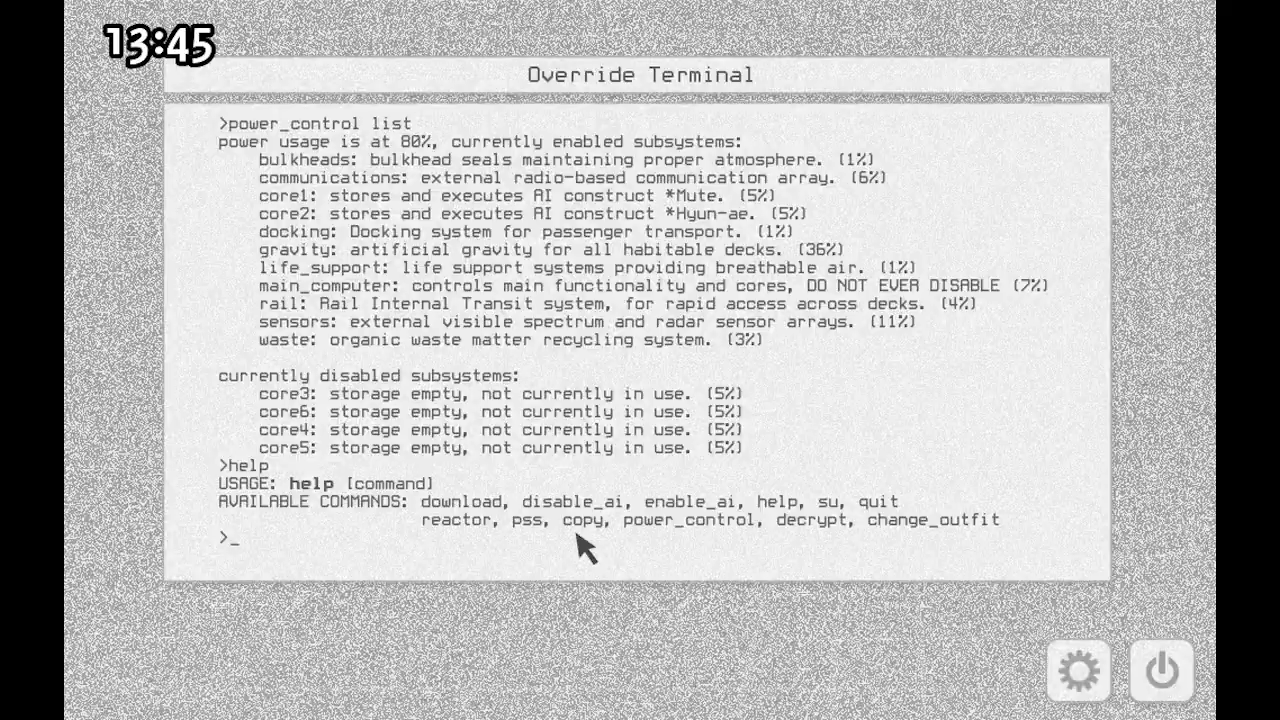 13:45
Override Terminal
>power_control list
power usage is at 80%, currently enabled subsystems:
bulkheads: bulkhead seals maintaining proper atmosphere. (1%)
communications: external radio-based communication array. (6%)
core1: stores and executes AI construct *Mute. (5%)
core2: stores and executes AI construct *Hyun-ae. (5%)
docking: Docking system for passenger transport. (1%)
gravity: artificial gravity for all habitable decks. (36%)
life_support: life support systems providing breathable air. (1%)
main_computer: controls main functionality and cores, DO NOT EVER DISABLE (7%)
rail: Rail Internal Transit system, for rapid access across decks. (4%)
sensors: external visible spectrum and radar sensor arrays. (11%)
waste: organic waste matter recycling system. (3%)
currently disabled subsystems:
core3: storage empty, not currently in use. (5%)
core6: storage empty, not currently in use. (5%)
core4: storage empty, not currently in use. (5%)
core5: storage empty, not currently in use. (5%)
>help
USAGE: help [command]
AVAILABLE COMMANDS: download, disable_ai, enable_ai, help, su, quit
reactor, pss, copy, power_control, decrypt, change_outfit
>_